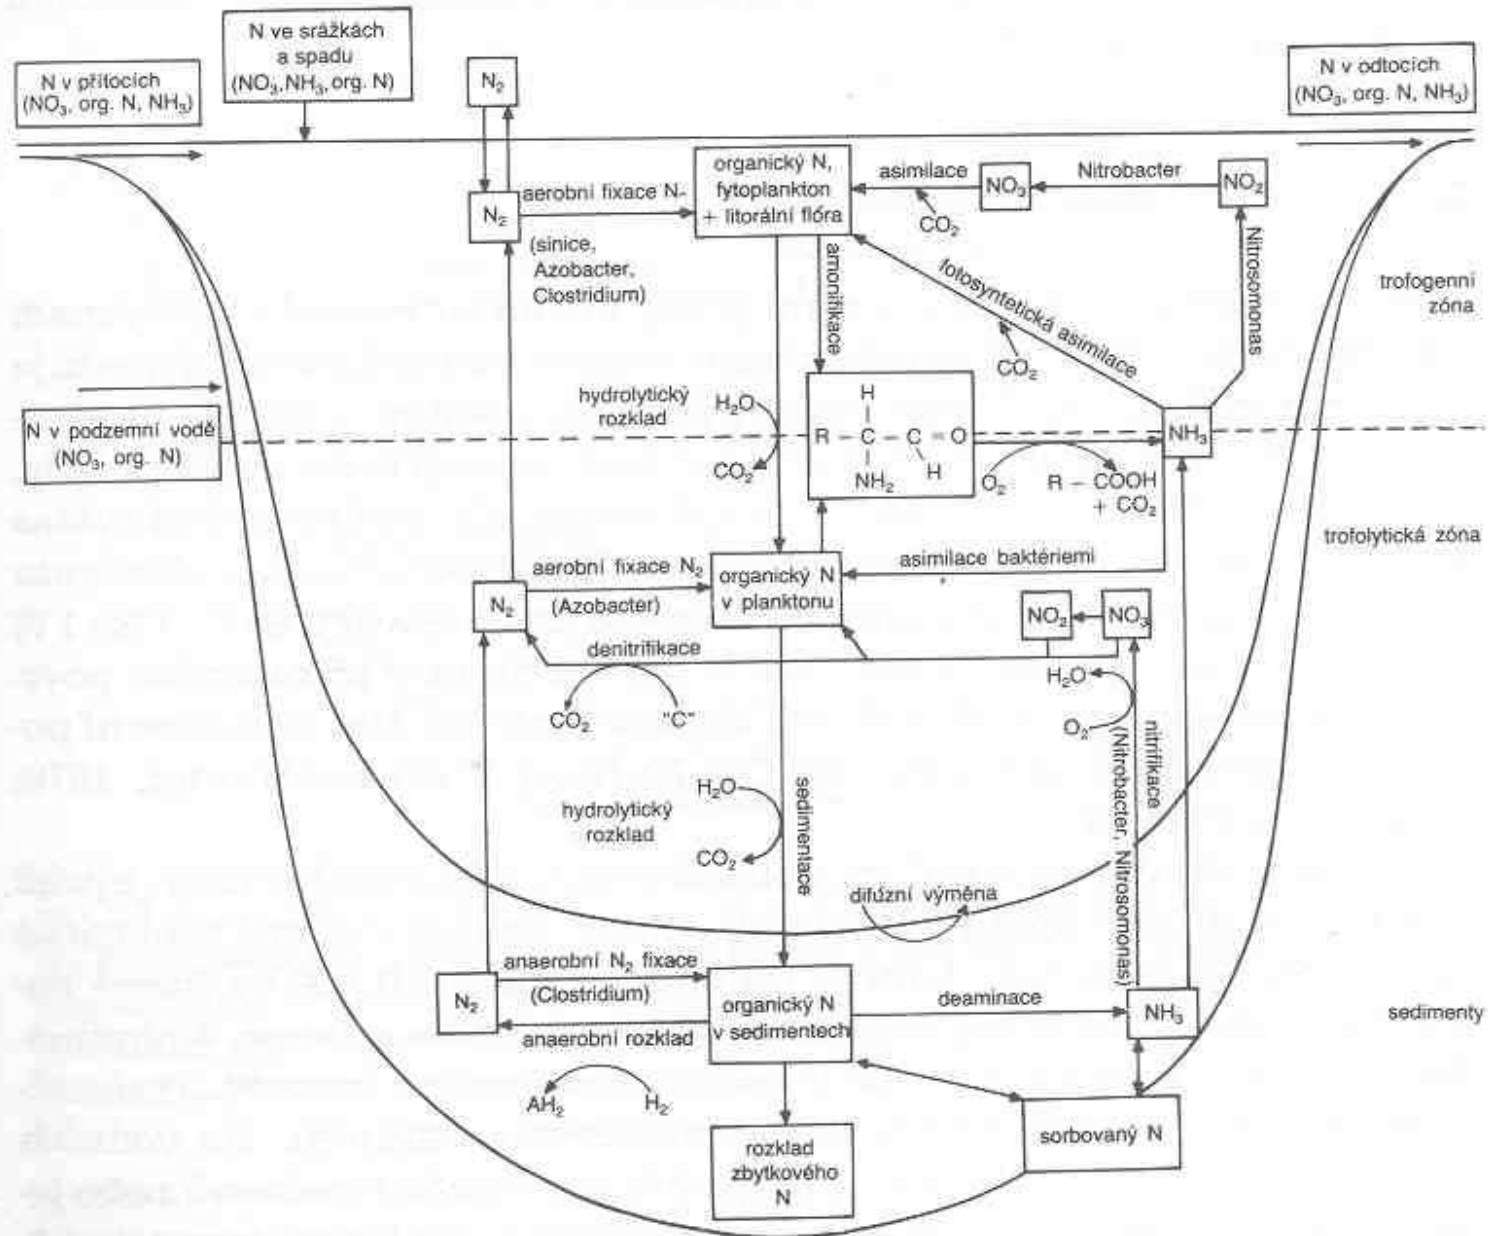 N ve srážkách
a spadu
(NO₃,NH₃, org. N)
N v přítocích
(NO₃, org. N, NH₃)
N₂
N v odtocích
(NO₃, org. N, NH₃)
organický N,
fytoplankton
+ litorální flóra
asimilace
NO₃
Nitrobacter
NO₂
CO₂
N₂
aerobní fixace N
(sinice,
Azobacter,
Clostridium)
amonifikace
fotosyntetická asimilace
CO₂
Nitrosomonas
trofogenní
zóna
hydrolytický
rozklad
H₂O
CO₂
H
R – C – C = O
NH₂
H
O₂
R – COOH
+ CO₂
NH₃
N v podzemní vodě
(NO₃, org. N)
trofolytická zóna
aerobní fixace N₂
(Azobacter)
N₂
organický N
v planktonu
asimilace baktériemi
NO₂
NO₃
denitrifikace
CO₂
"C"
H₂O
O₂
nitrifikace
(Nitrobacter, Nitrosomonas)
hydrolytický
rozklad
H₂O
CO₂
sedimentace
difúzní výměna
N₂
anaerobní N₂ fixace
(Clostridium)
anaerobní rozklad
organický N
v sedimentech
deaminace
NH₃
sedimenty
AH₂
H₂
rozklad
zbytkového
N
sorbovaný N